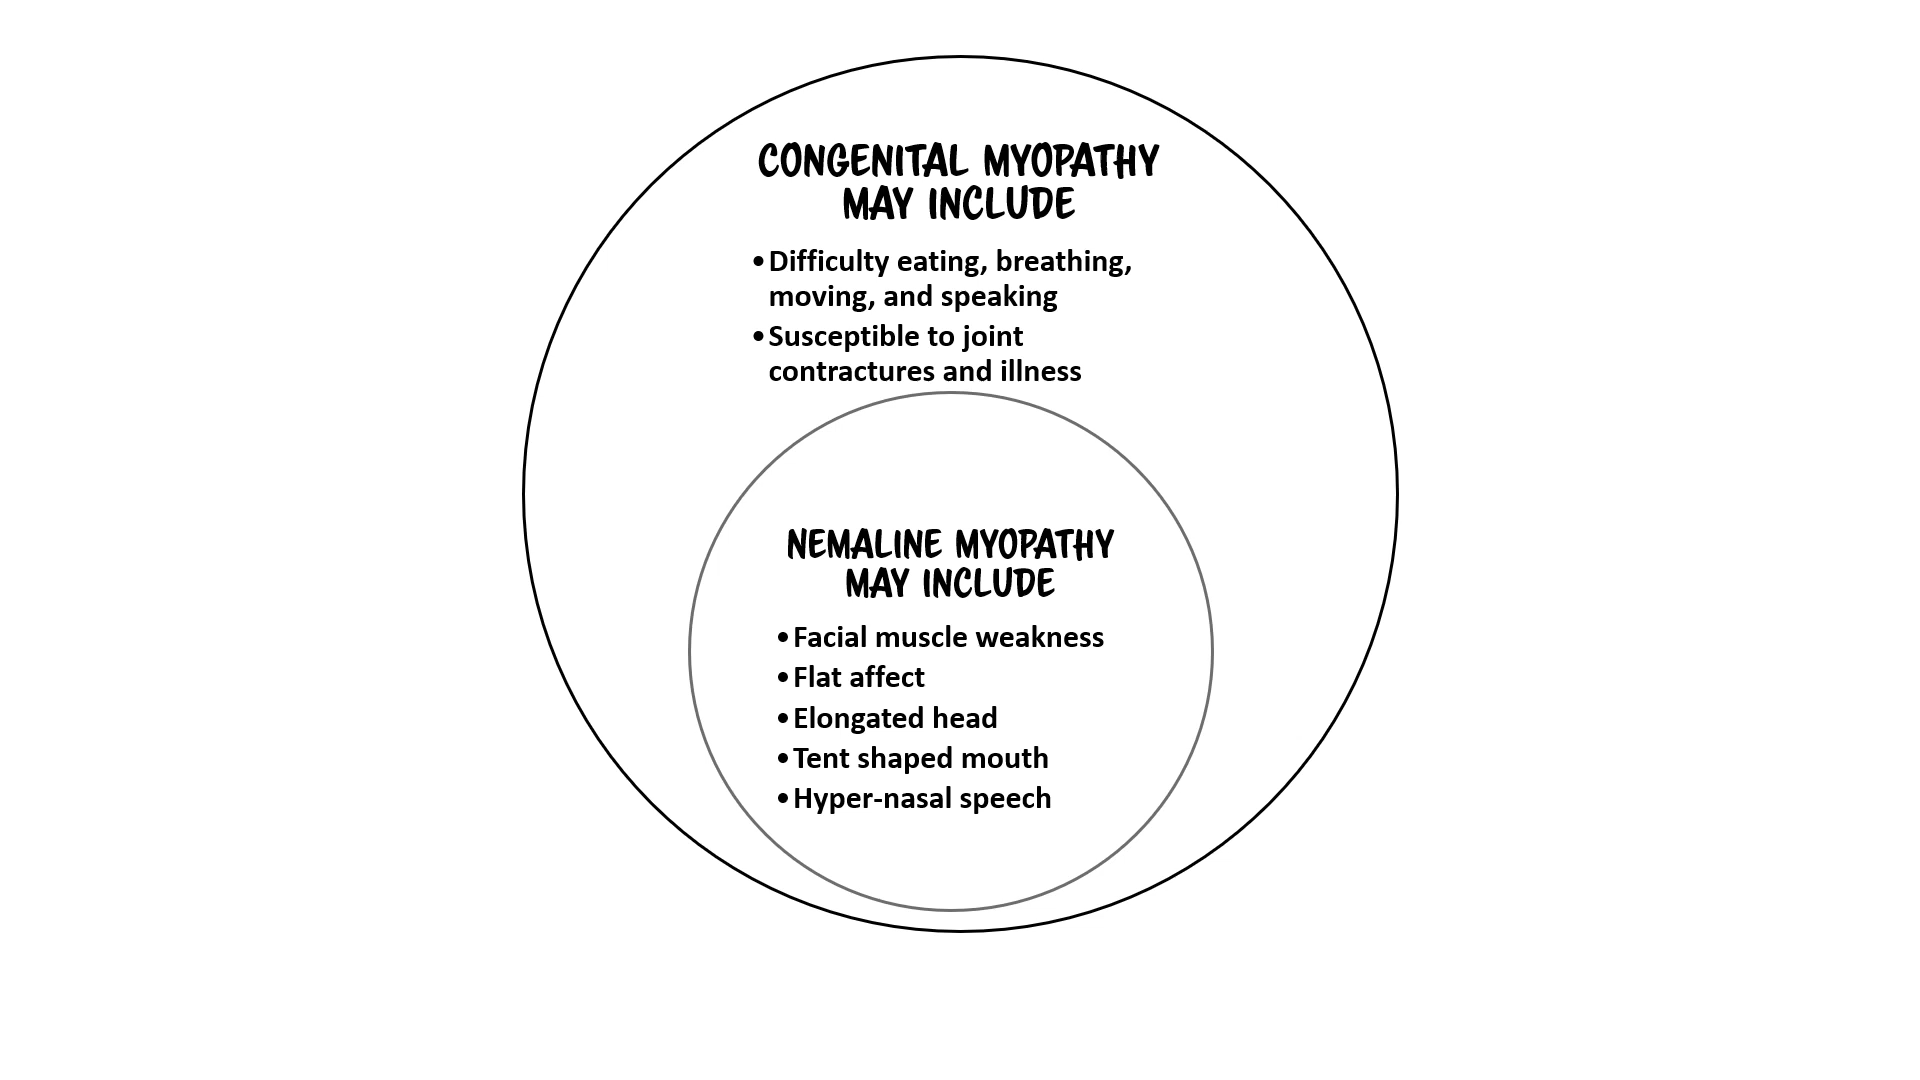 CONGENITAL MYOPATHY
MAY INCLUDE
•Difficulty eating, breathing,
moving, and speaking
•Susceptible to joint
contractures and illness
NEMALINE MYOPATHY
MAY INCLUDE
•Facial muscle weakness
•Flat affect
•Elongated head
•Tent shaped mouth
•Hyper-nasal speech